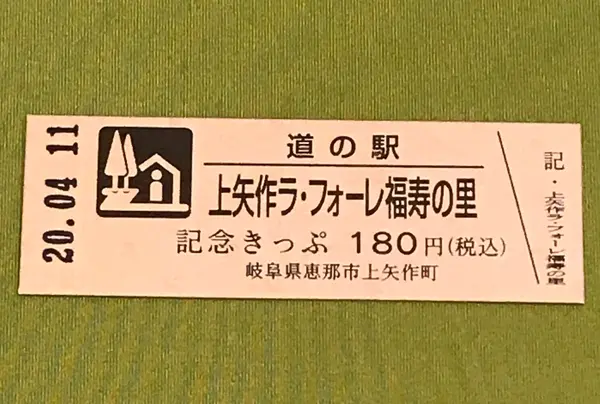 20.04 11
道の駅
上矢作ラ・フォーレ福寿の里
記念きっぷ 180円(税込)
岐阜県恵那市上矢作町
記・上矢作ラ・フォーレ福寿の里